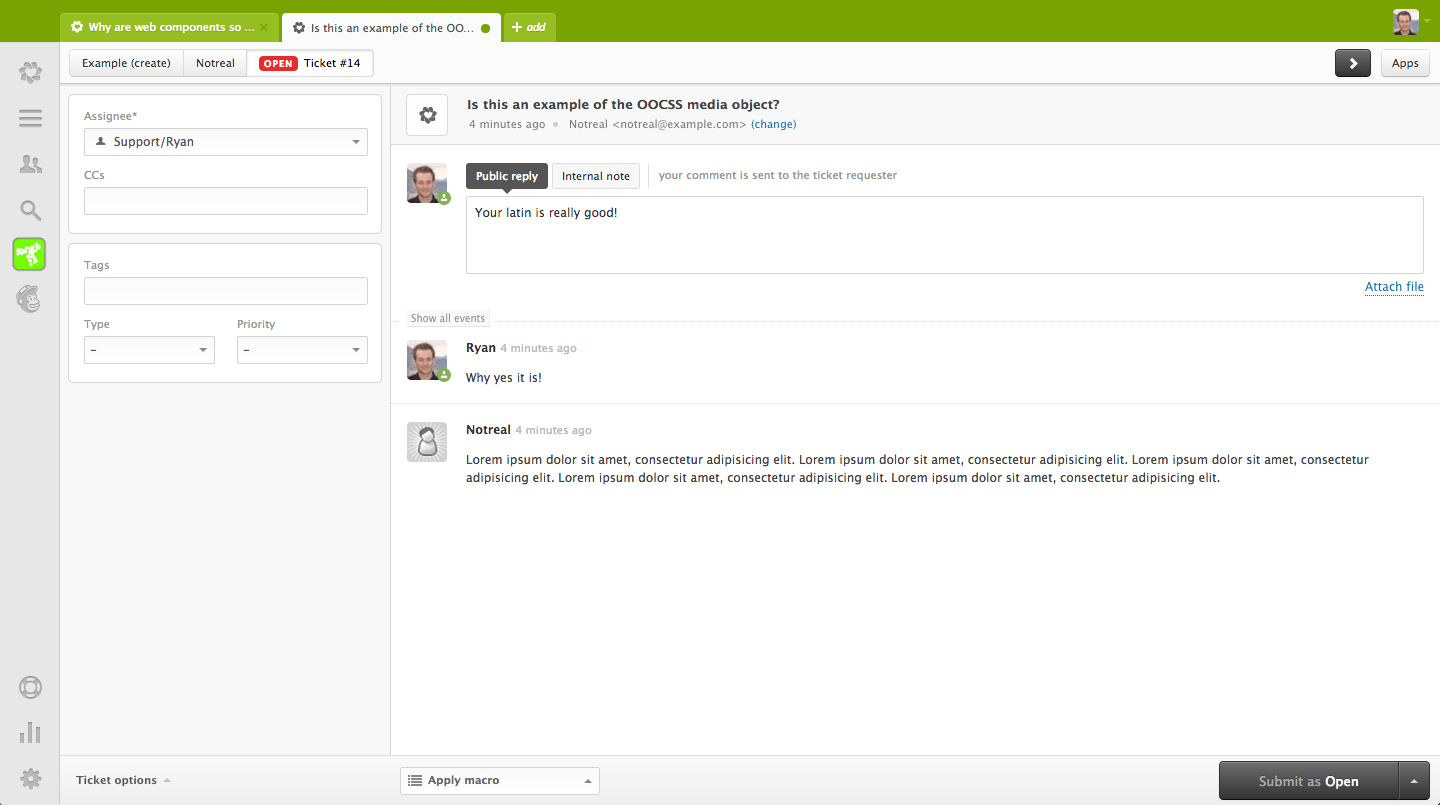 Why are web components so ...
Is this an example of the OO...
+ add
Example (create)
Notreal
OPEN Ticket #14
Apps
Assignee*
Support/Ryan
CCs
Tags
Type
Priority
–
–
Is this an example of the OOCSS media object?
4 minutes ago
Notreal <notreal@example.com> (change)
Public reply
Internal note
your comment is sent to the ticket requester
Your latin is really good!
Attach file
Show all events
Ryan 4 minutes ago
Why yes it is!
Notreal 4 minutes ago
Lorem ipsum dolor sit amet, consectetur adipisicing elit. Lorem ipsum dolor sit amet, consectetur adipisicing elit. Lorem ipsum dolor sit amet, consectetur
adipisicing elit. Lorem ipsum dolor sit amet, consectetur adipisicing elit. Lorem ipsum dolor sit amet, consectetur adipisicing elit.
Ticket options
Apply macro
Submit as Open